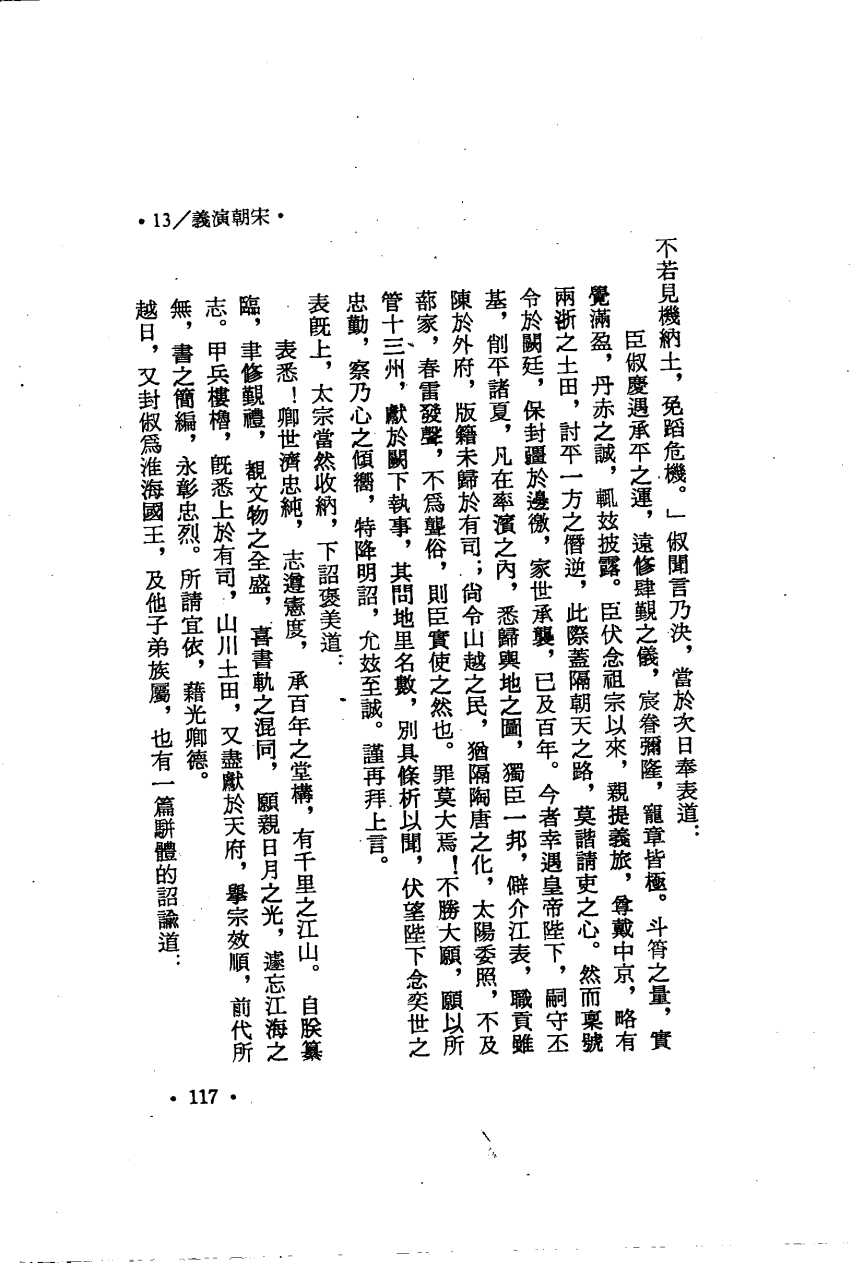 ·宋朝演義/13·
不若見機納土，免蹈危機。」俶聞言乃決，當於次日奉表道：
臣俶慶遇承平之運，遠修肆覲之儀，宸眷彌隆，寵章皆極。斗筲之量，實
覺滿盈，丹赤之誠，輒玆披露。臣伏念祖宗以來，親提義旅，尊戴中京，略有
兩浙之土田，討平一方之僭逆，此際蓋隔朝天之路，莫諧請吏之心。然而稟號
令於闕廷，保封疆於邊徼，家世承襲，已及百年。今者幸遇皇帝陛下，嗣守丕
基，削平諸夏，凡在率濱之內，悉歸輿地之圖，獨臣一邦，僻介江表，職貢雖
陳於外府，版籍未歸於有司；尙令山越之民，猶隔陶唐之化，太陽委照，不及
蔀家，春雷發聲，不爲聾俗，則臣實使之然也。罪莫大焉！不勝大願，願以所
管十三州，獻於闕下執事，其間地里名數，別具條析以聞，伏望陛下念奕世之
忠勤，察乃心之傾嚮，特降明詔，允玆至誠。謹再拜上言。
表旣上，太宗當然收納，下詔褒美道：
表悉！卿世濟忠純，志遵憲度，承百年之堂構，有千里之江山。自朕纂
臨，聿修覲禮，覩文物之全盛，喜書軌之混同，願親日月之光，遽忘江海之
志。甲兵樓櫓，旣悉上於有司，山川土田，又盡獻於天府，擧宗效順，前代所
無，書之簡編，永彰忠烈。所請宜依，藉光卿德。
越日，又封俶爲淮海國王，及他子弟族屬，也有一篇駢體的詔諭道：
·117·